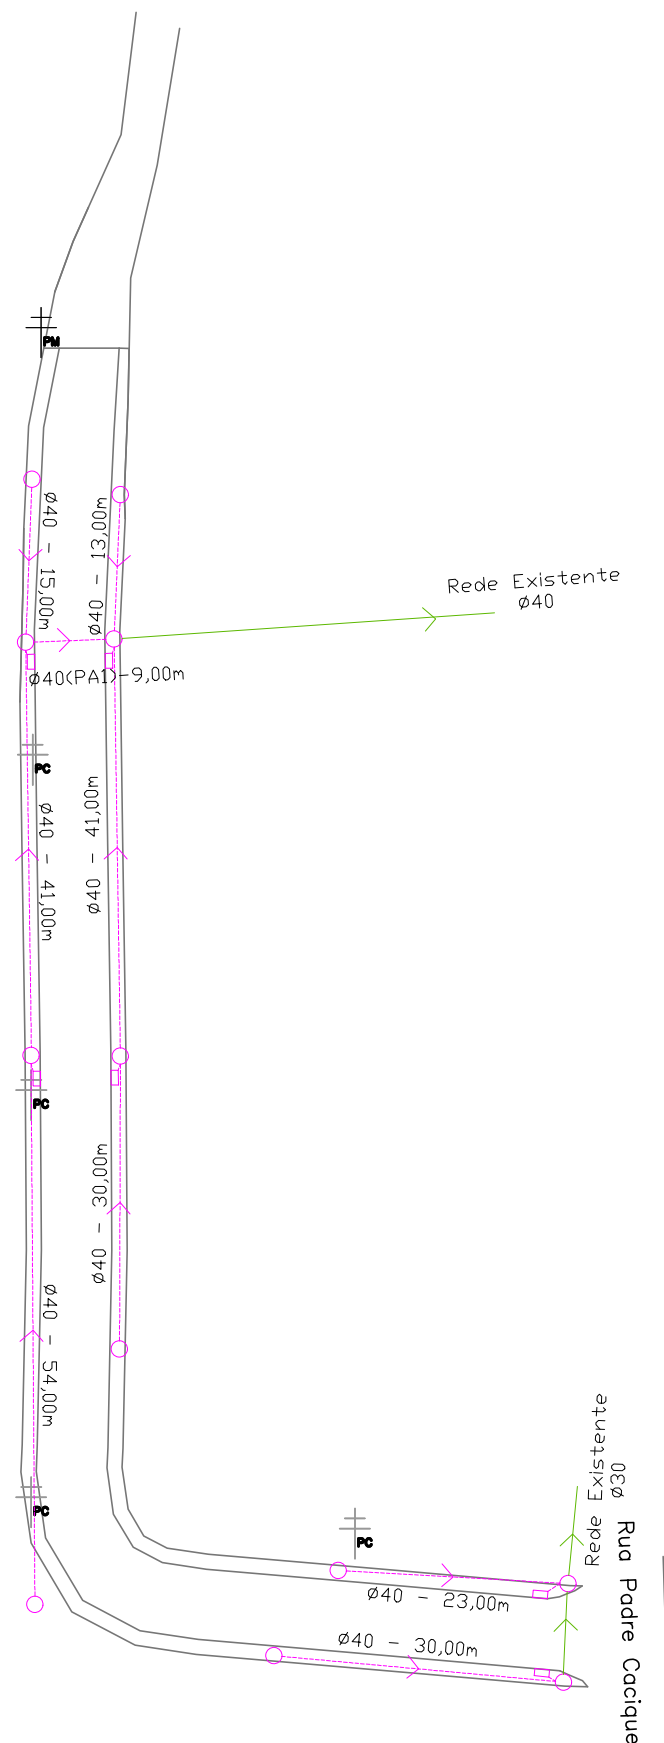 PM
Ø40 - 15,00m
Ø40 - 13,00m
Rede Existente
Ø40
Ø40(PA1)-9,00m
PC
Ø40 - 41,00m
Ø40 - 41,00m
PC
Ø40 - 30,00m
Ø40 - 54,00m
PC
Rede Existente
Ø30
PC
Ø40 - 23,00m
Ø40 - 30,00m
Rua Padre Cacique